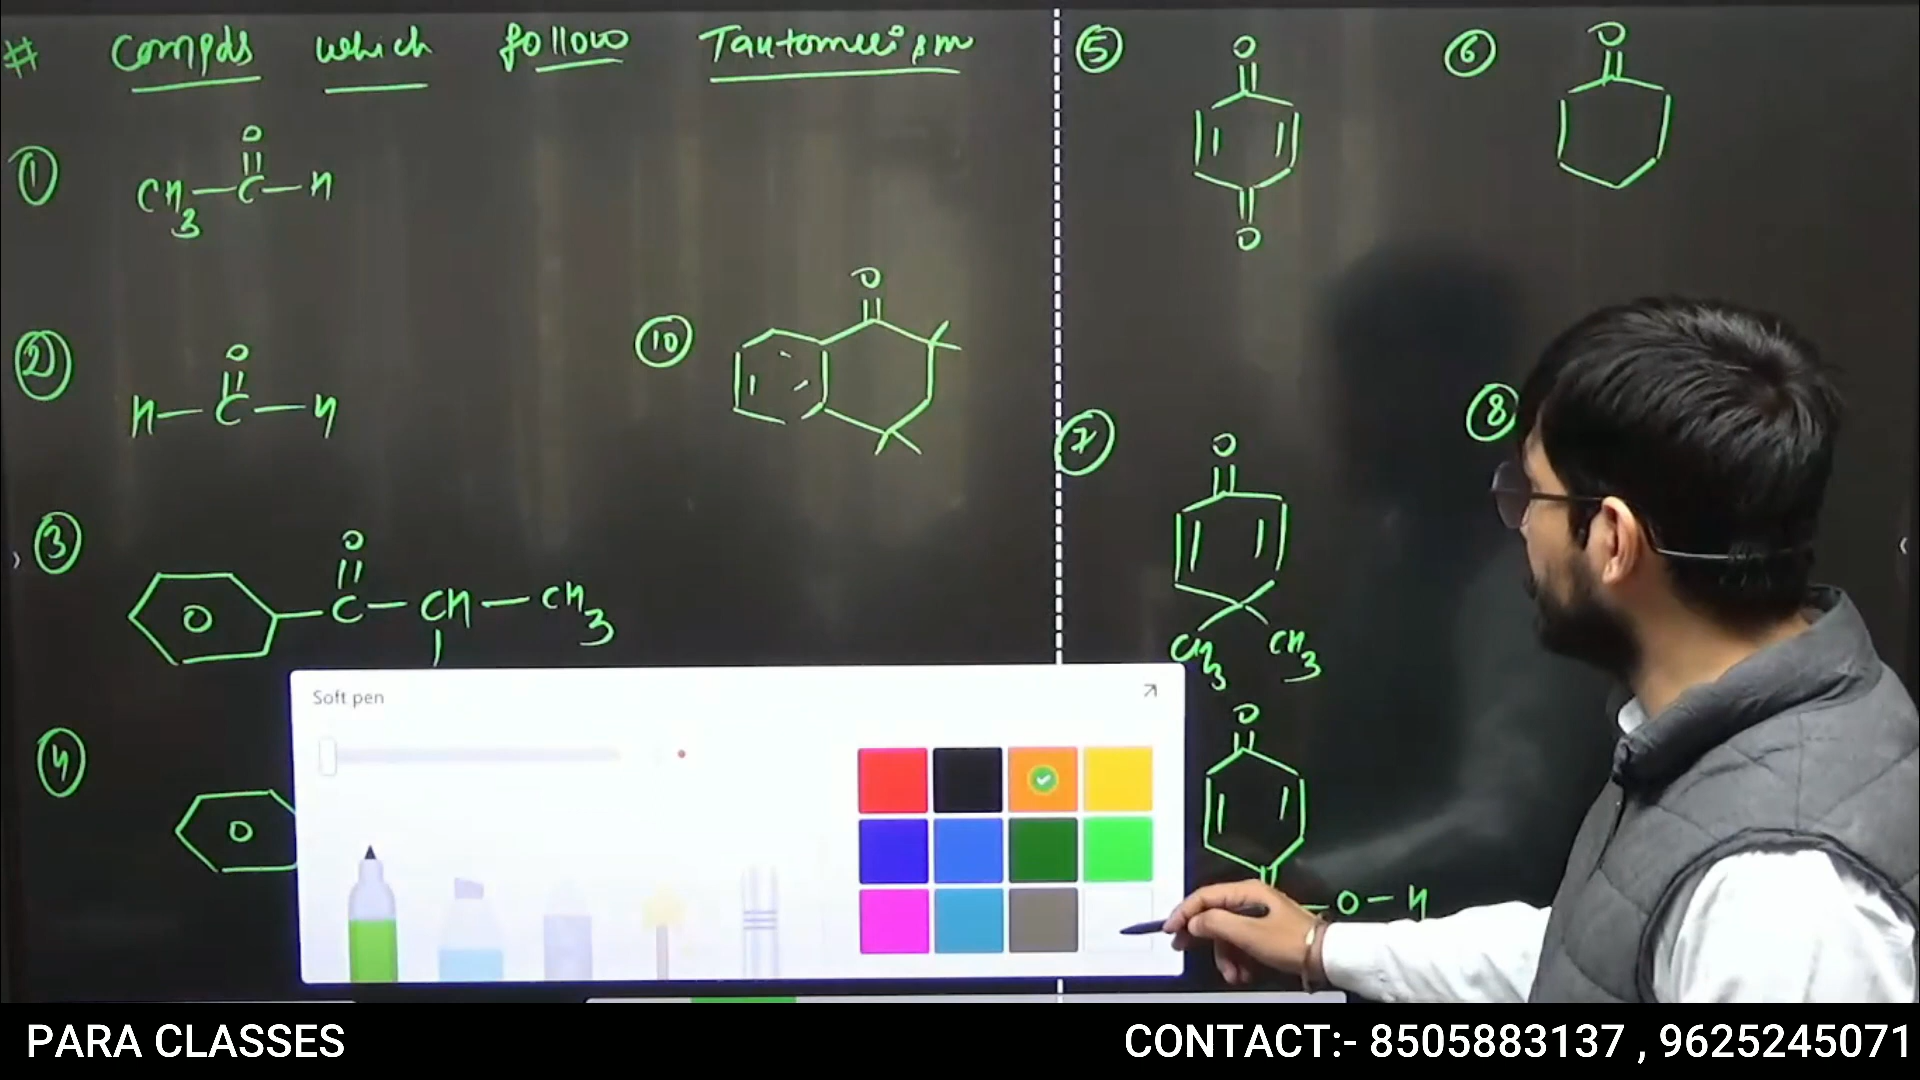 # Compds which follow Tautomerism
①
O
CH3—C—H
②
O
H—C—H
③
O
O
C—CH—CH3
④
O
⑩
O
⑤
O
O
⑥
O
⑦
O
CH3 CH3
⑧
O
—O—H
Soft pen
PARA CLASSES
CONTACT:- 8505883137 , 9625245071